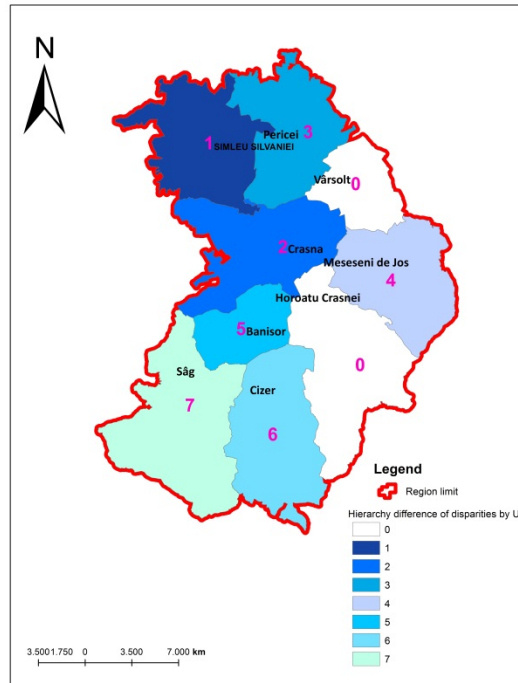 N
3
Pericei
1
SIMLEU SILVANIEI
Vârsolt
0
2
Crasna
Meseseni de Jos
4
Horoatu Crasnei
5
Banisor
0
Sâg
Cizer
7
6
Legend
Region limit
Hierarchy difference of disparities by U
0
1
2
3
4
5
6
7
3.5001.750 0 3.500 7.000 km